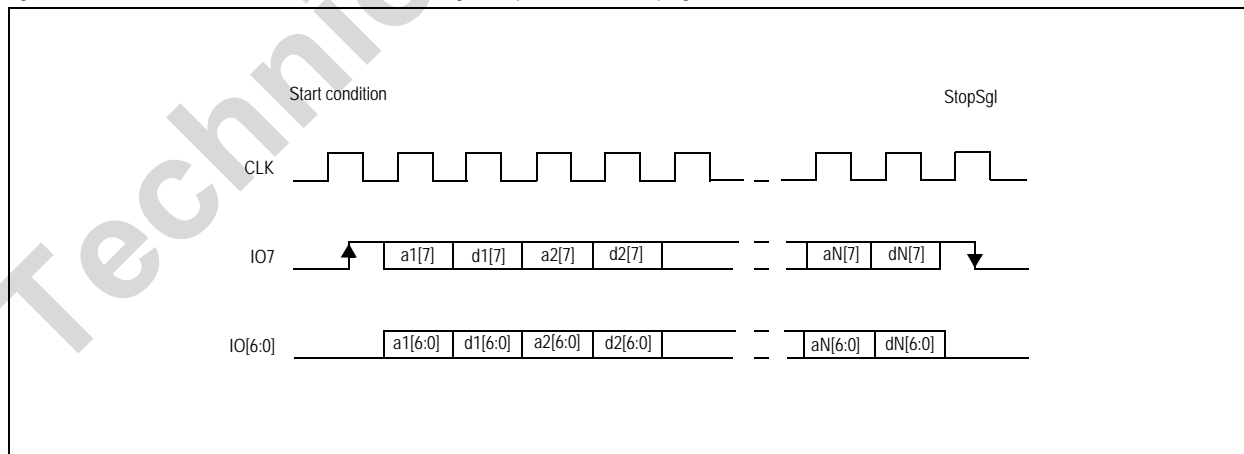 Technic
Start condition StopSgl
CLK
IO7 a1[7] d1[7] a2[7] d2[7] aN[7] dN[7]
IO[6:0] a1[6:0] d1[6:0] a2[6:0] d2[6:0] aN[6:0] dN[6:0]